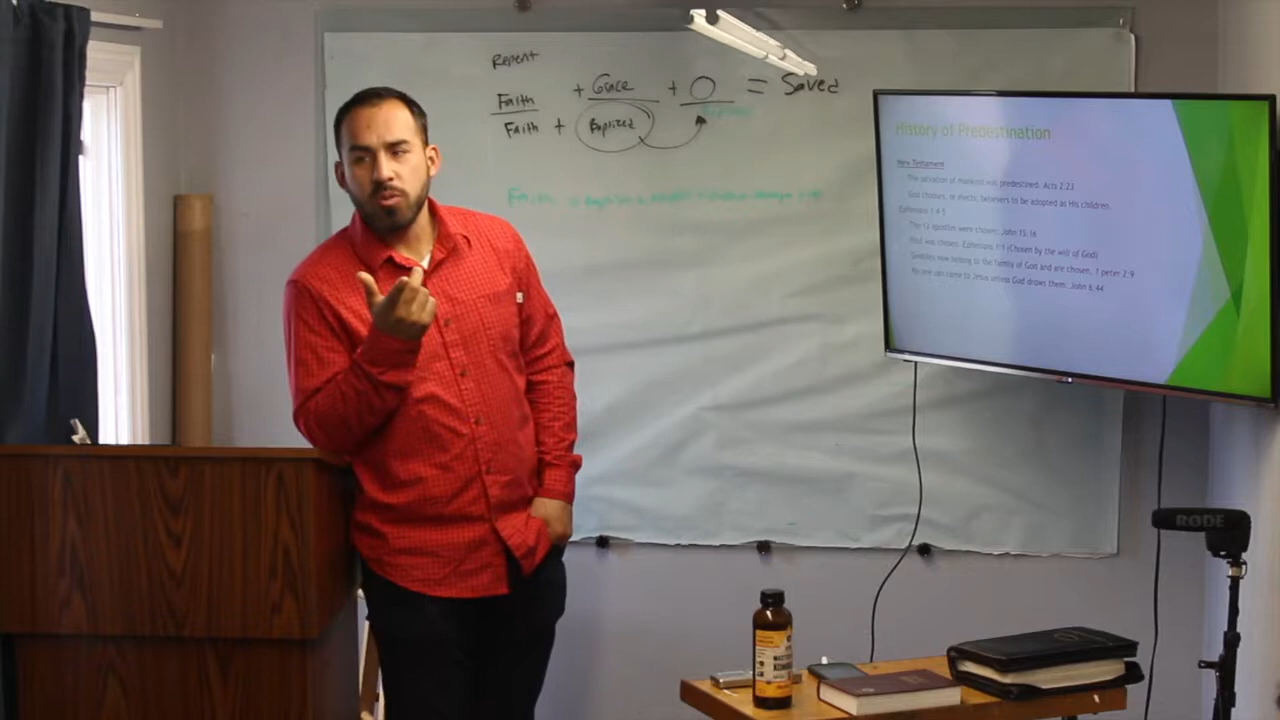 Repent
Faith + Grace + O = Saved
Faith + Baptized
Faith
History of Predestination
New Testament
The salvation of mankind was predestined. Acts 2:23
God chooses, or elects, believers to be adopted as His children.
Ephesians 1:4-5
The 12 apostles were chosen; John 15:16
Paul was chosen. Ephesians 1:1 (Chosen by the will of God)
Gentiles now belong to the family of God and are chosen, 1 peter 2:9
No one can come to Jesus unless God draws them; John 6:44
RODE